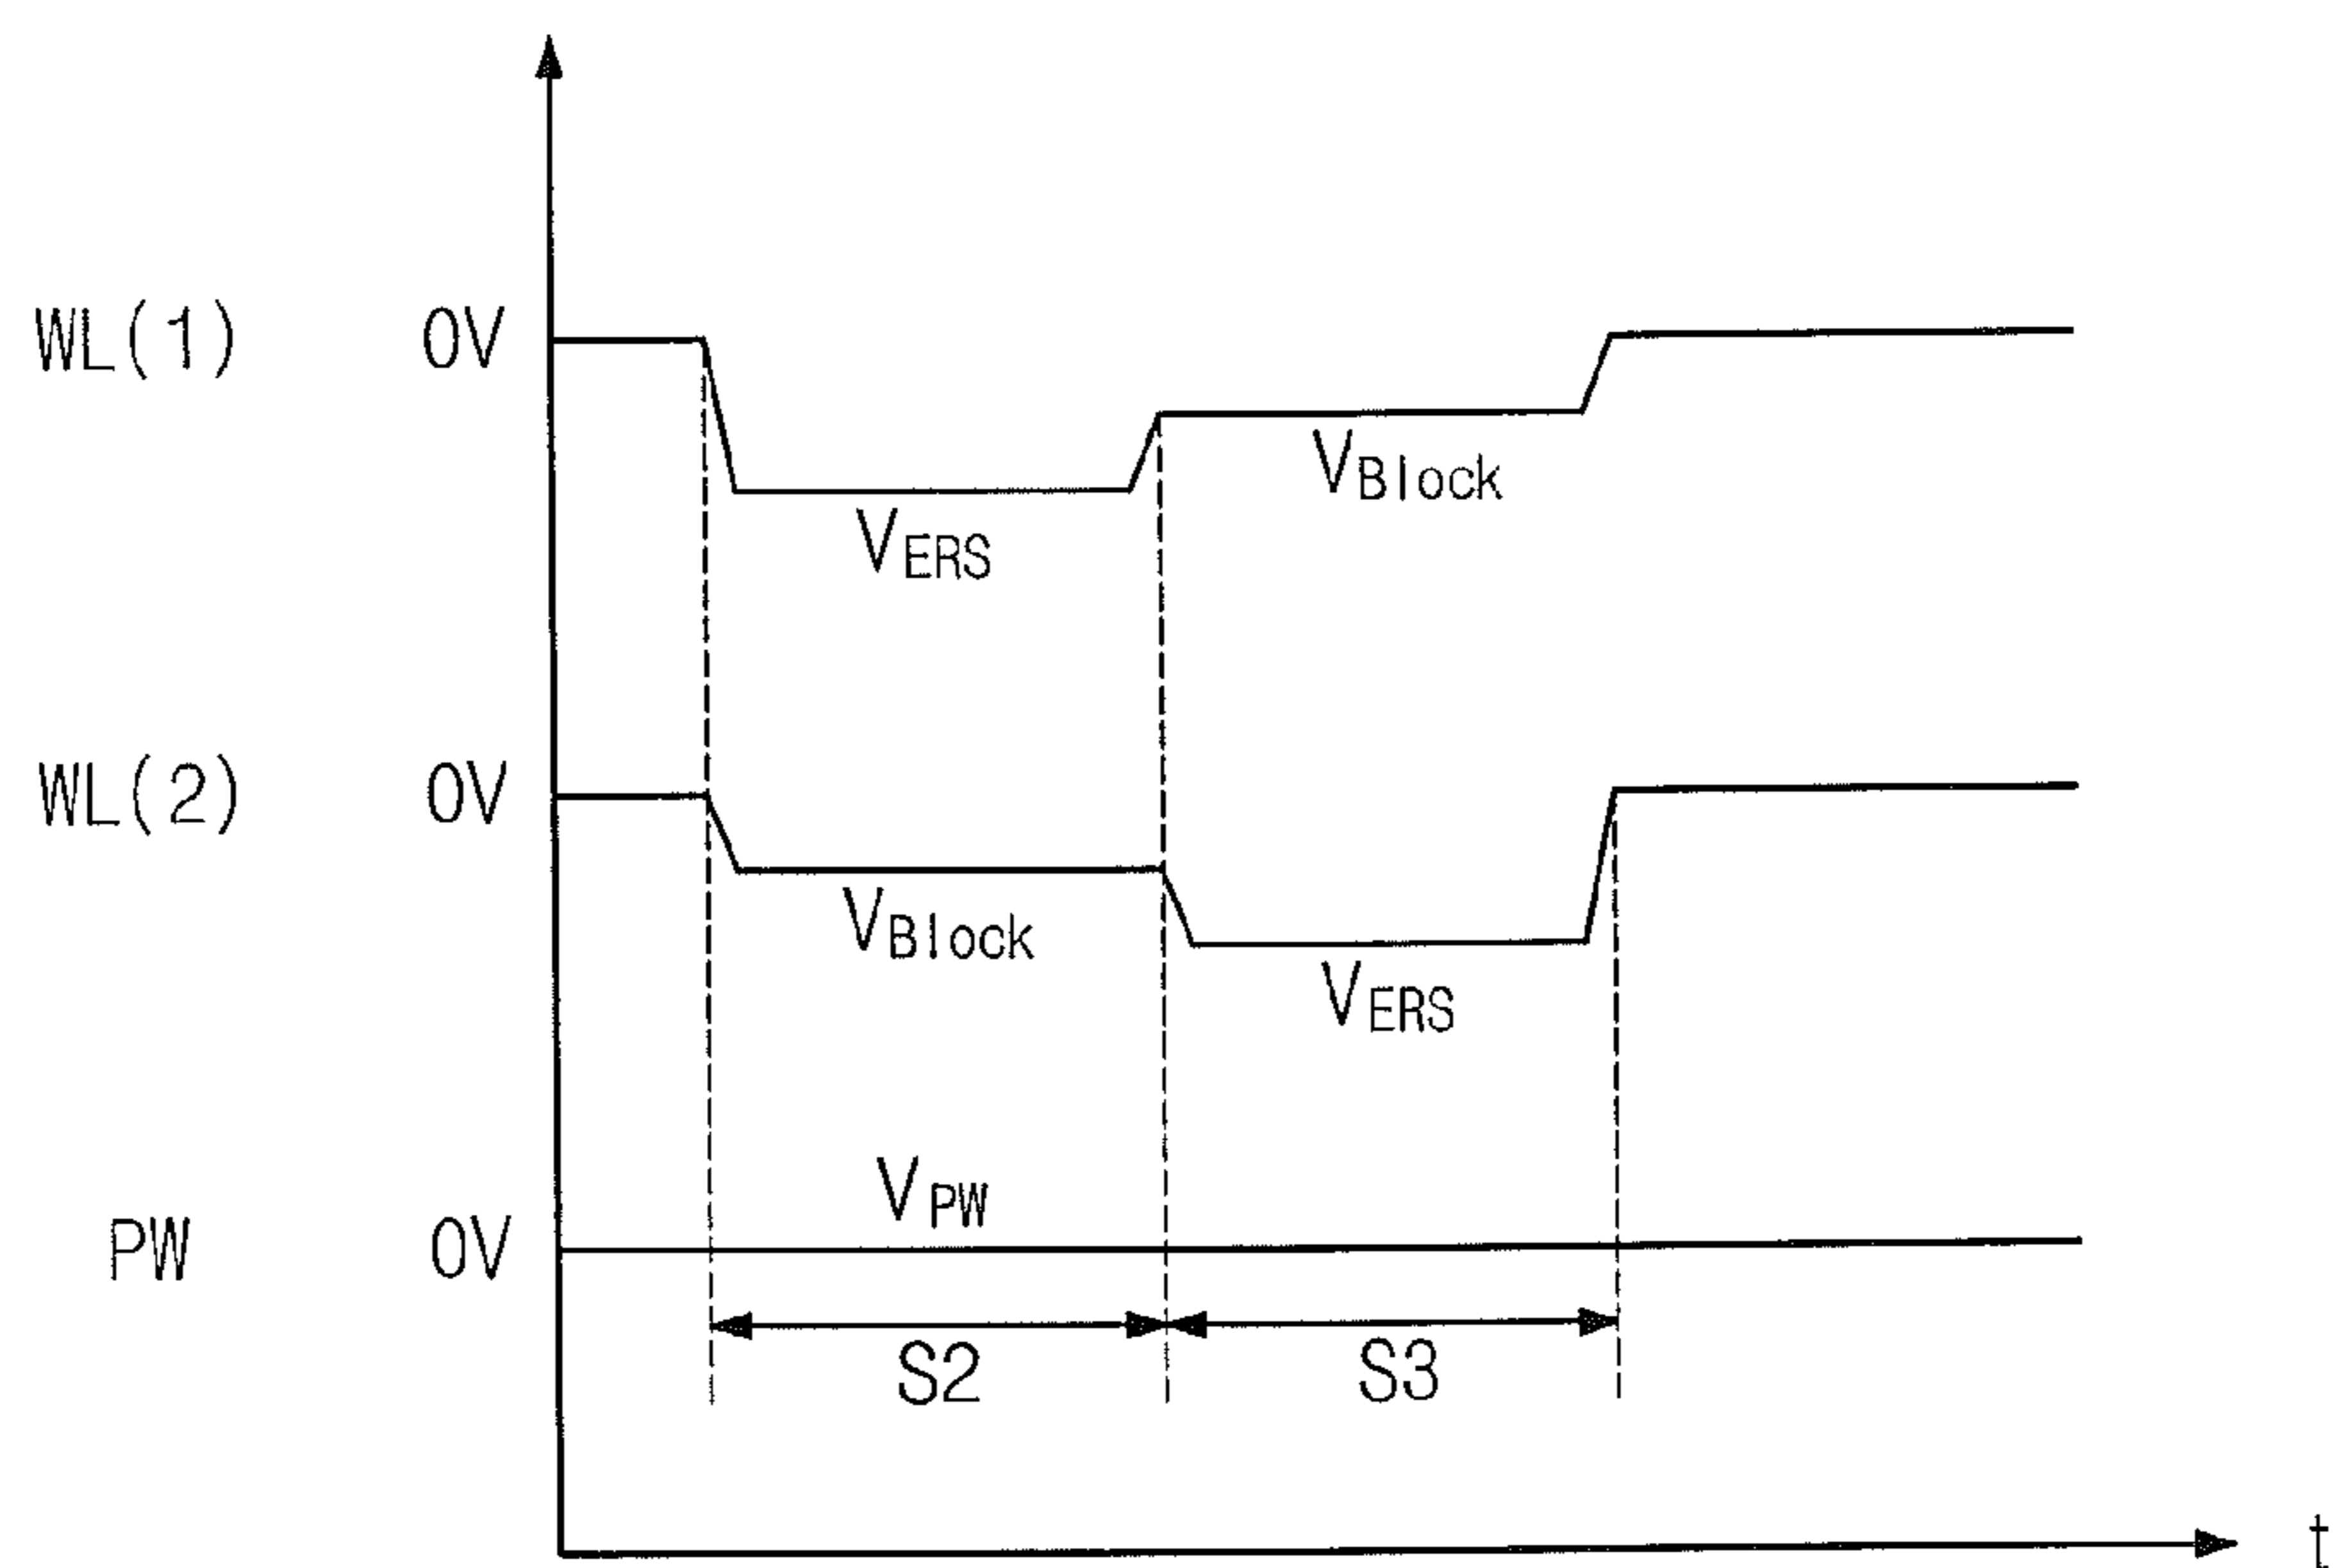 WL(1) 0V
VBlock
VERS
WL(2) 0V
VBlock
VERS
VPW
PW 0V
S2 S3
t